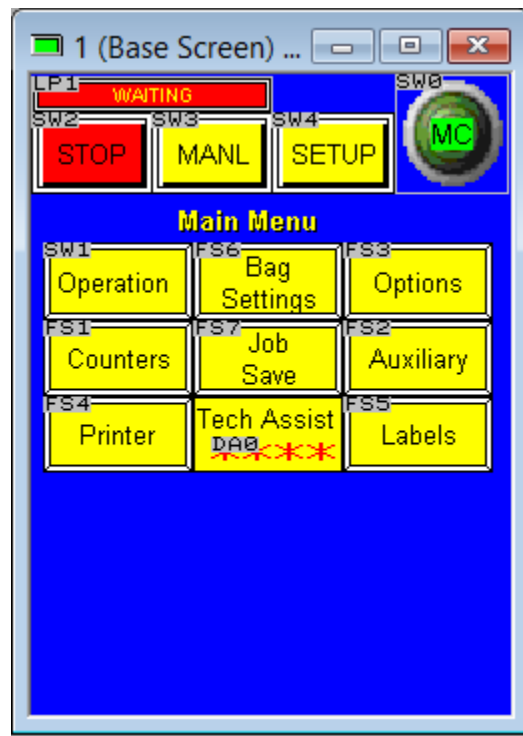 1 (Base Screen) ...
LP1
WAITING
SW0
MC
SW2 SW3 SW4
STOP MANL SETUP
Main Menu
SW1 FS6 FS3
Operation Bag Settings Options
FS1 FS7 FS2
Counters Job Save Auxiliary
FS4 FS5
Printer Tech Assist Labels
DA0
****